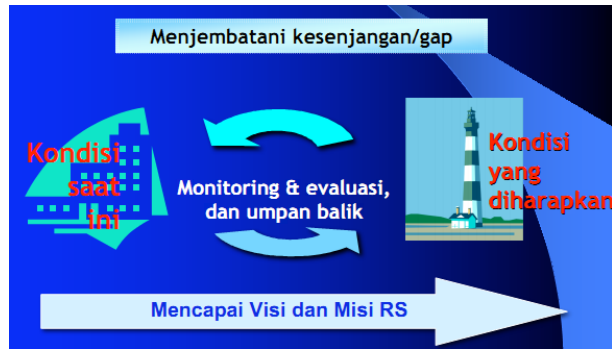 Menjembatani kesenjangan/gap
Kondisi
saat
ini
Monitoring & evaluasi,
dan umpan balik
Kondisi
yang
diharapkan
Mencapai Visi dan Misi RS